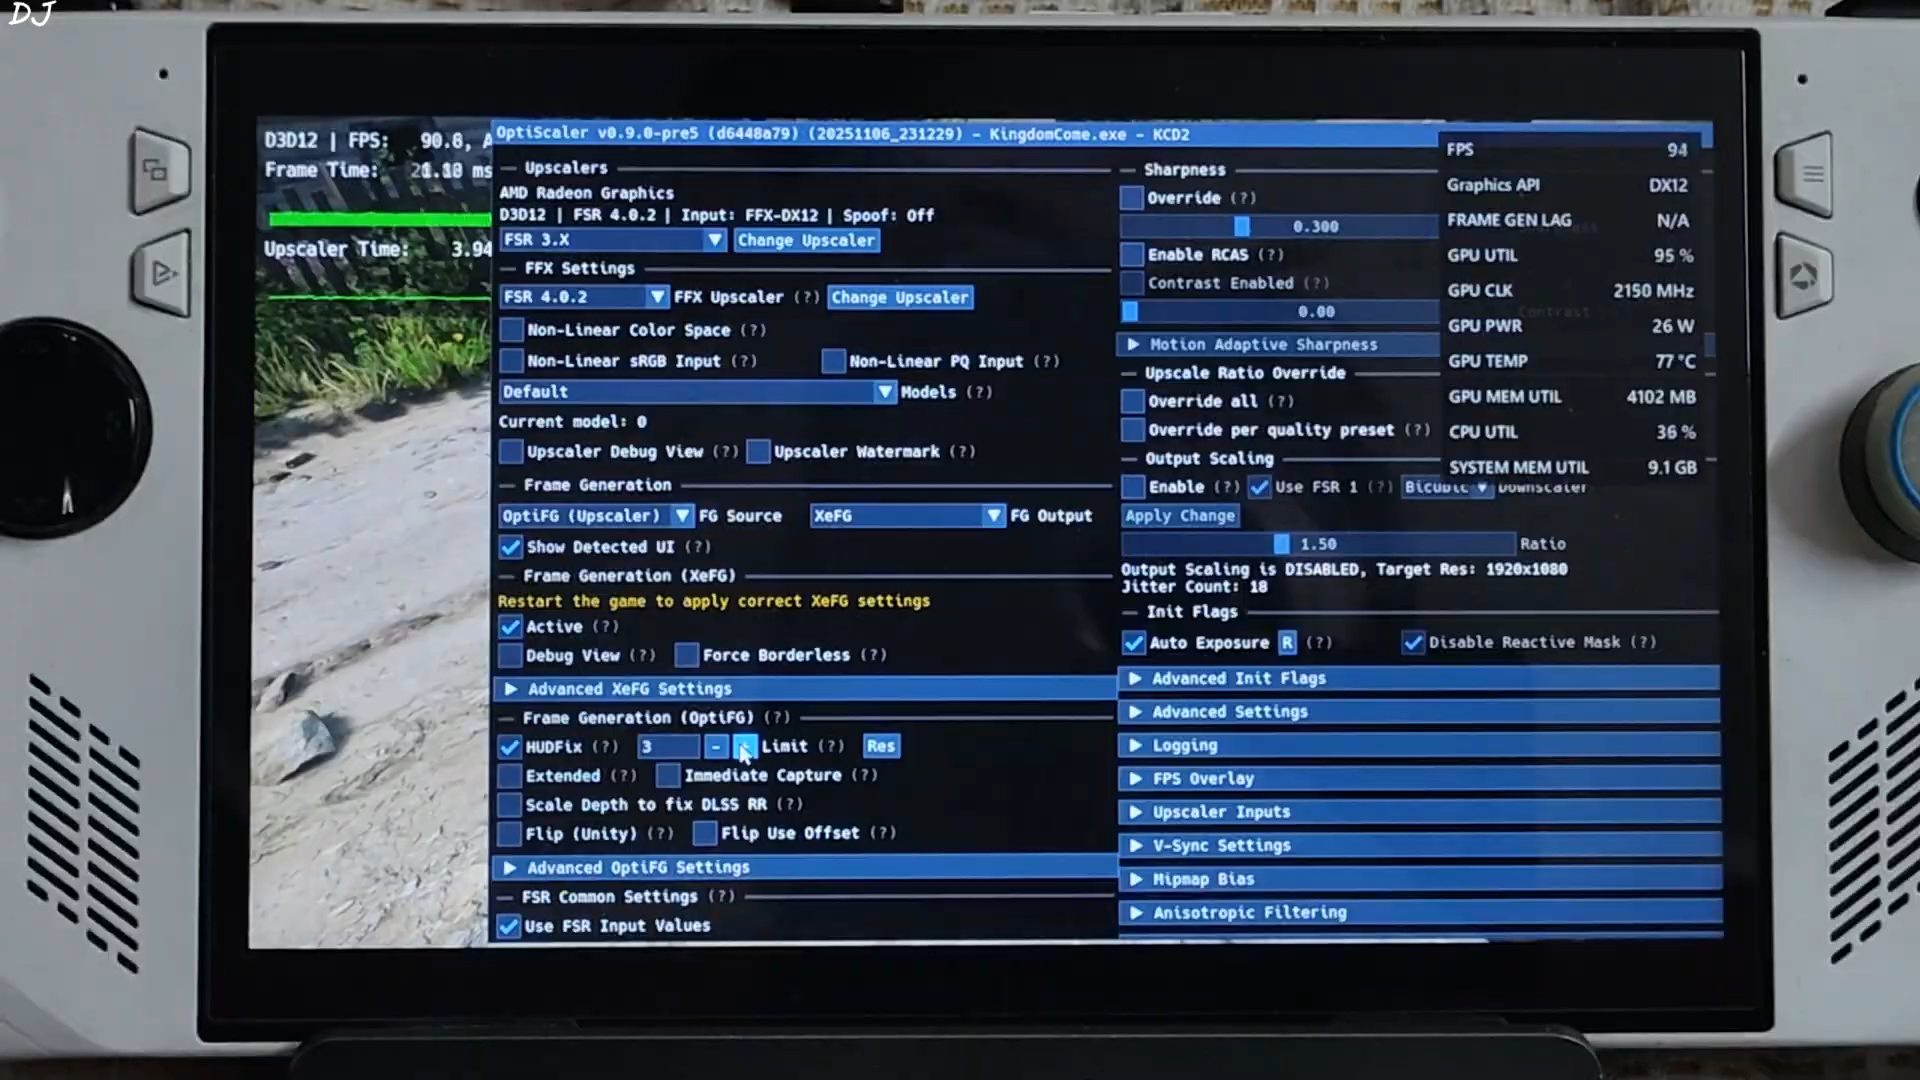 DJ
D3D12 | FPS: 90.8, A
Frame Time: ms
Upscaler Time: 3.94
OptiScaler v0.9.0-pre5 (d6448a79) (20251106_231229) - KingdomCome.exe - KCD2
Upscalers
AMD Radeon Graphics
D3D12 | FSR 4.0.2 | Input: FFX-DX12 | Spoof: Off
FSR 3.X Change Upscaler
FFX Settings
FSR 4.0.2 FFX Upscaler (?) Change Upscaler
Non-Linear Color Space (?)
Non-Linear sRGB Input (?) Non-Linear PQ Input (?)
Default Models (?)
Current model: 0
Upscaler Debug View (?) Upscaler Watermark (?)
Frame Generation
OptiFG (Upscaler) FG Source XeFG FG Output
Show Detected UI (?)
Frame Generation (XeFG)
Restart the game to apply correct XeFG settings
Active (?)
Debug View (?) Force Borderless (?)
Advanced XeFG Settings
Frame Generation (OptiFG) (?)
HUDFix (?) 3 - Limit (?) Res
Extended (?) Immediate Capture (?)
Scale Depth to fix DLSS RR (?)
Flip (Unity) (?) Flip Use Offset (?)
Advanced OptiFG Settings
FSR Common Settings (?)
Use FSR Input Values
Sharpness
Override (?)
0.300
Enable RCAS (?)
Contrast Enabled (?)
0.00 Contrast
Motion Adaptive Sharpness
Upscale Ratio Override
Override all (?)
Override per quality preset (?)
Output Scaling
Enable (?) Use FSR 1 (?) Bicubic Downscaler
Apply Change
1.50 Ratio
Output Scaling is DISABLED, Target Res: 1920x1080
Jitter Count: 18
Init Flags
Auto Exposure R (?) Disable Reactive Mask (?)
Advanced Init Flags
Advanced Settings
Logging
FPS Overlay
Upscaler Inputs
V-Sync Settings
Mipmap Bias
Anisotropic Filtering
FPS 94
Graphics API DX12
FRAME GEN LAG N/A
GPU UTIL 95 %
GPU CLK 2150 MHz
GPU PWR 26 W
GPU TEMP 77 °C
GPU MEM UTIL 4102 MB
CPU UTIL 36 %
SYSTEM MEM UTIL 9.1 GB